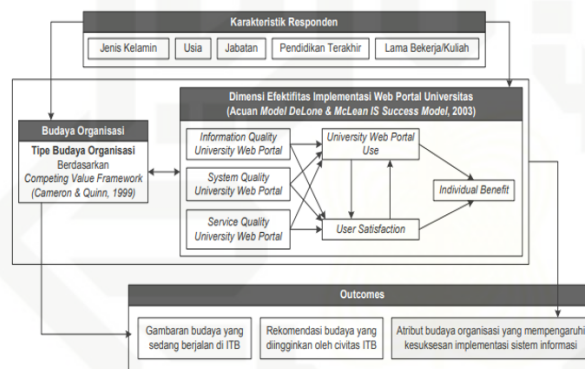 Karakteristik Responden
Jenis Kelamin
Usia
Jabatan
Pendidikan Terakhir
Lama Bekerja/Kuliah
Dimensi Efektifitas Implementasi Web Portal Universitas
(Acuan Model DeLone & McLean IS Success Model, 2003)
Budaya Organisasi
Tipe Budaya Organisasi
Berdasarkan
Competing Value Framework
(Cameron & Quinn, 1999)
Information Quality
University Web Portal
System Quality
University Web Portal
Service Quality
University Web Portal
University Web Portal
Use
User Satisfaction
Individual Benefit
Outcomes
Gambaran budaya yang
sedang berjalan di ITB
Rekomendasi budaya yang
diingginkan oleh civitas ITB
Atribut budaya organisasi yang mempengaruhi
kesuksesan implementasi sistem informasi